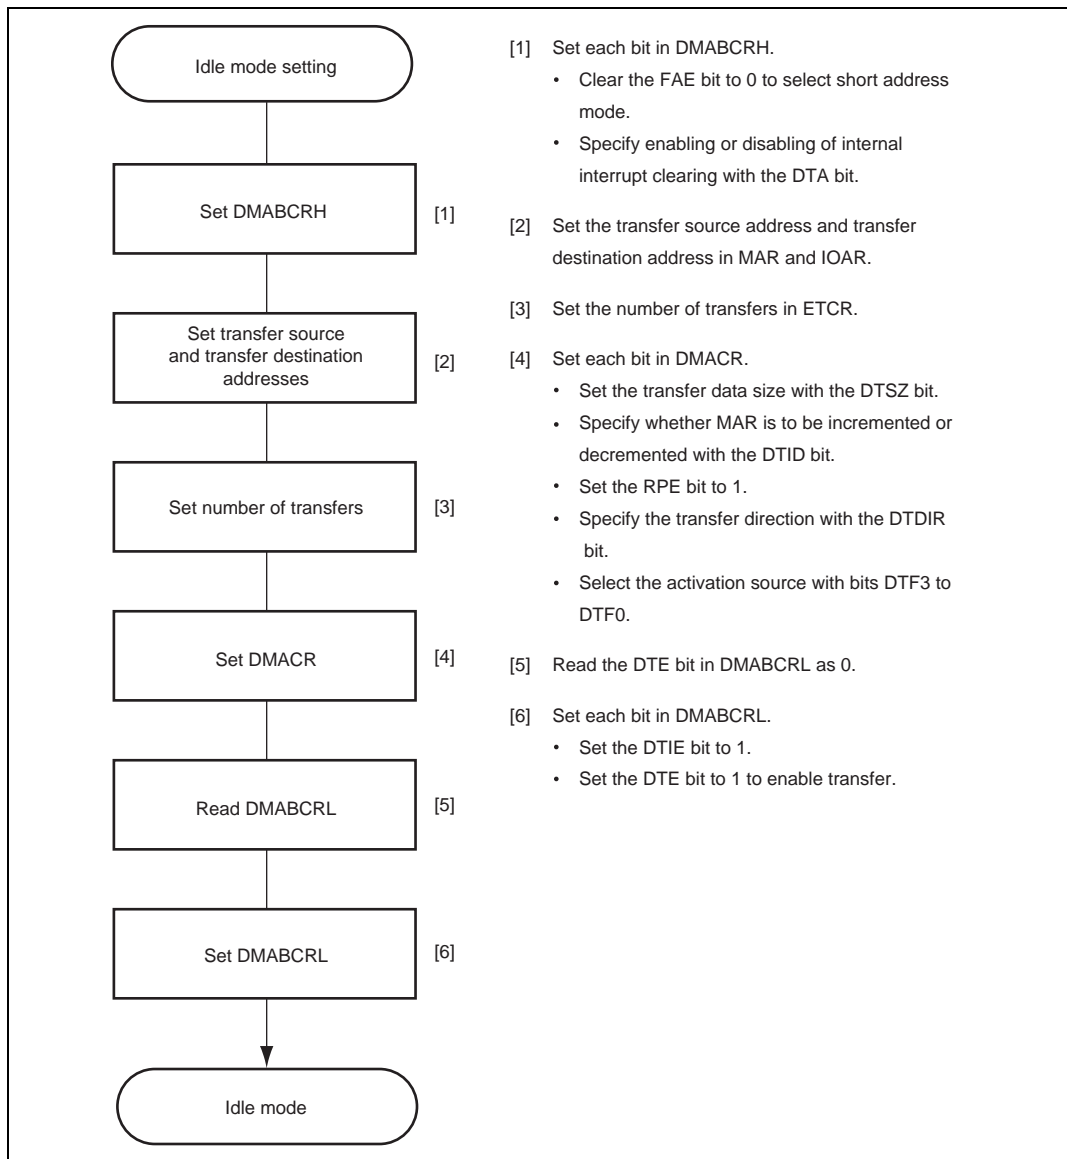 Idle mode setting
Set DMABCRH
[1]
Set transfer source
and transfer destination
addresses
[2]
Set number of transfers
[3]
Set DMACR
[4]
Read DMABCRL
[5]
Set DMABCRL
[6]
Idle mode
[1] Set each bit in DMABCRH.
• Clear the FAE bit to 0 to select short address
mode.
• Specify enabling or disabling of internal
interrupt clearing with the DTA bit.
[2] Set the transfer source address and transfer
destination address in MAR and IOAR.
[3] Set the number of transfers in ETCR.
[4] Set each bit in DMACR.
• Set the transfer data size with the DTSZ bit.
• Specify whether MAR is to be incremented or
decremented with the DTID bit.
• Set the RPE bit to 1.
• Specify the transfer direction with the DTDIR
bit.
• Select the activation source with bits DTF3 to
DTF0.
[5] Read the DTE bit in DMABCRL as 0.
[6] Set each bit in DMABCRL.
• Set the DTIE bit to 1.
• Set the DTE bit to 1 to enable transfer.